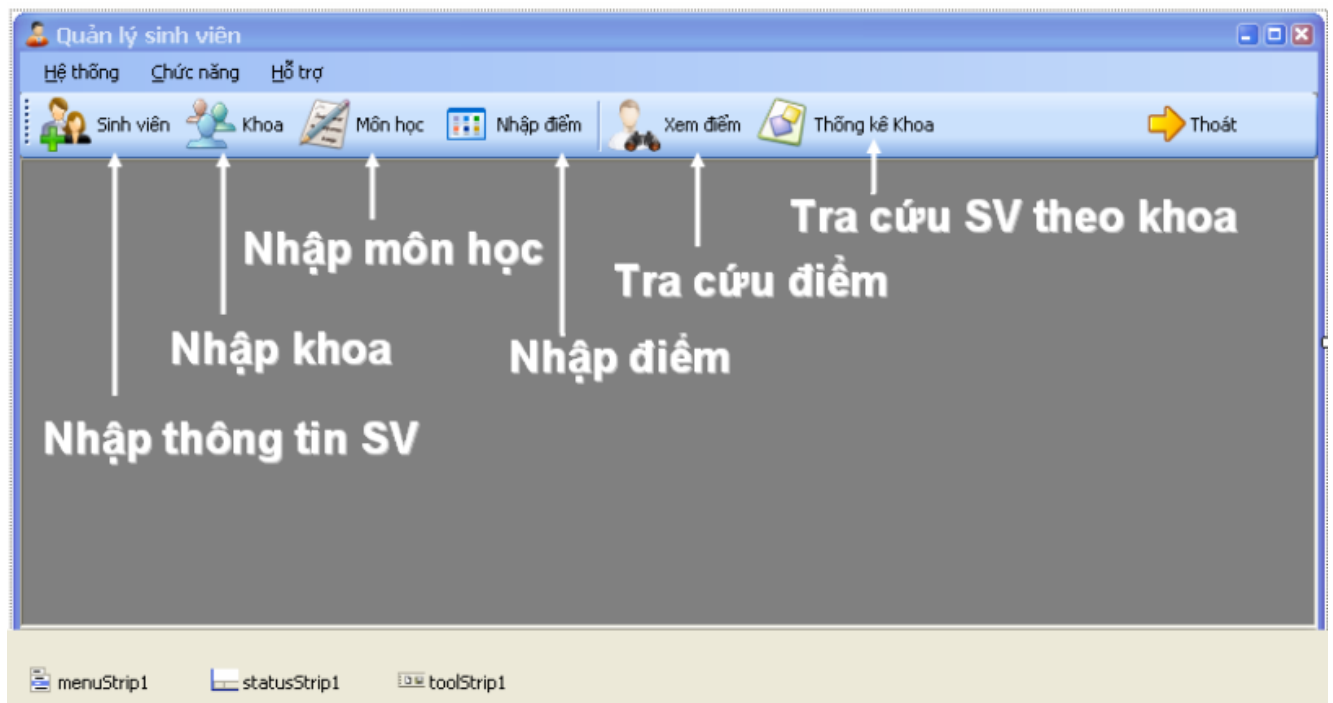 Quản lý sinh viên
Hệ thống Chức năng Hỗ trợ
Sinh viên Khoa Môn học Nhập điểm Xem điểm Thống kê Khoa Thoát
Tra cứu SV theo khoa
Nhập môn học
Tra cứu điểm
Nhập khoa
Nhập điểm
Nhập thông tin SV
menuStrip1 statusStrip1 toolStrip1